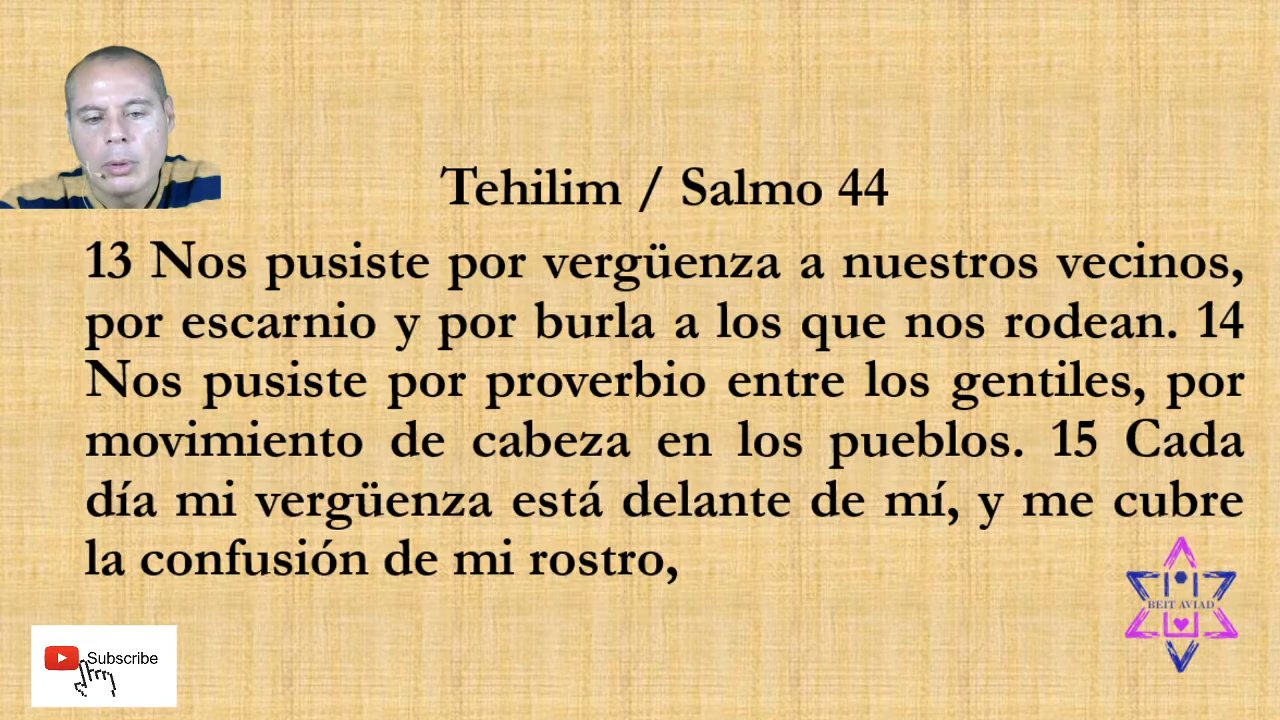 Tehilim / Salmo 44
13 Nos pusiste por vergüenza a nuestros vecinos,
por escarnio y por burla a los que nos rodean. 14
Nos pusiste por proverbio entre los gentiles, por
movimiento de cabeza en los pueblos. 15 Cada
día mi vergüenza está delante de mí, y me cubre
la confusión de mi rostro,
BEIT AVIAD
Subscribe